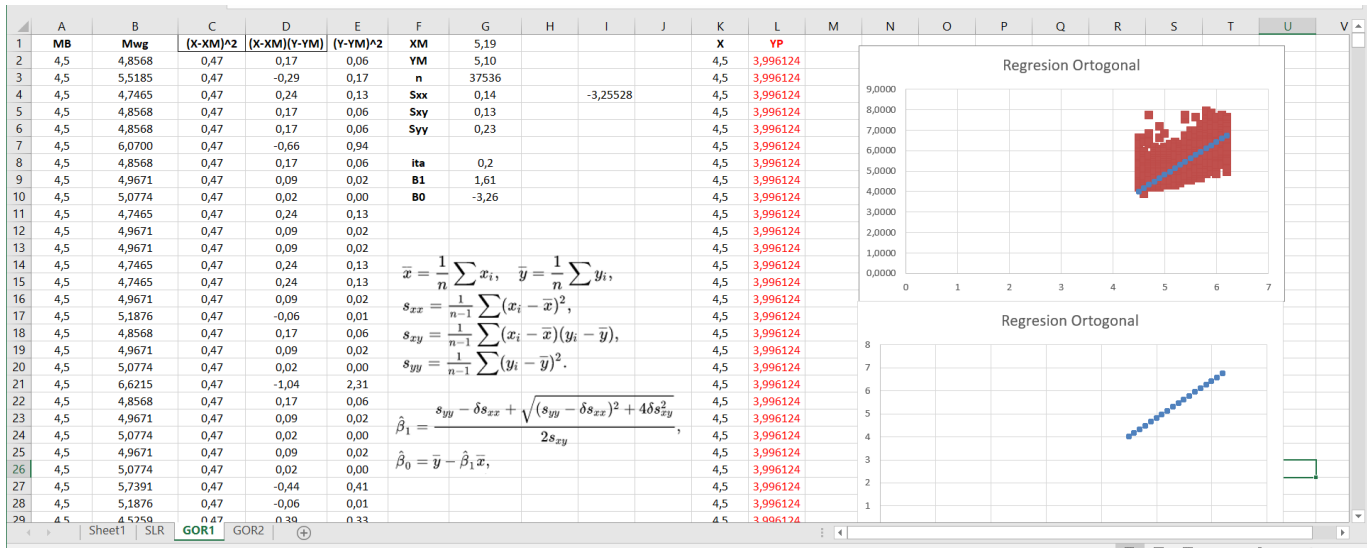 A B C D E F G H I J K L M N O P Q R S T U V
1 MB Mwg (X-XM)^2 (X-XM)(Y-YM) (Y-YM)^2 XM 5,19 X YP
2 4,5 4,8568 0,47 0,17 0,06 YM 5,10 4,5 3,996124
3 4,5 5,5185 0,47 -0,29 0,17 n 37536 4,5 3,996124
4 4,5 4,7465 0,47 0,24 0,13 Sxx 0,14 -3,25528 4,5 3,996124
5 4,5 4,8568 0,47 0,17 0,06 Sxy 0,13 4,5 3,996124
6 4,5 4,8568 0,47 0,17 0,06 Syy 0,23 4,5 3,996124
7 4,5 6,0700 0,47 -0,66 0,94 4,5 3,996124
8 4,5 4,8568 0,47 0,17 0,06 ita 0,2 4,5 3,996124
9 4,5 4,9671 0,47 0,09 0,02 B1 1,61 4,5 3,996124
10 4,5 5,0774 0,47 0,02 0,00 B0 -3,26 4,5 3,996124
11 4,5 4,7465 0,47 0,24 0,13 4,5 3,996124
12 4,5 4,9671 0,47 0,09 0,02 4,5 3,996124
13 4,5 4,9671 0,47 0,09 0,02 4,5 3,996124
14 4,5 4,7465 0,47 0,24 0,13 4,5 3,996124
15 4,5 4,7465 0,47 0,24 0,13 4,5 3,996124
16 4,5 4,9671 0,47 0,09 0,02 4,5 3,996124
17 4,5 5,1876 0,47 -0,06 0,01 4,5 3,996124
18 4,5 4,8568 0,47 0,17 0,06 4,5 3,996124
19 4,5 4,9671 0,47 0,09 0,02 4,5 3,996124
20 4,5 5,0774 0,47 0,02 0,00 4,5 3,996124
21 4,5 6,6215 0,47 -1,04 2,31 4,5 3,996124
22 4,5 4,8568 0,47 0,17 0,06 4,5 3,996124
23 4,5 4,9671 0,47 0,09 0,02 4,5 3,996124
24 4,5 5,0774 0,47 0,02 0,00 4,5 3,996124
25 4,5 4,9671 0,47 0,09 0,02 4,5 3,996124
26 4,5 5,0774 0,47 0,02 0,00 4,5 3,996124
27 4,5 5,7391 0,47 -0,44 0,41 4,5 3,996124
28 4,5 5,1876 0,47 -0,06 0,01 4,5 3,996124
29 4,5 4,5259 0,47 0,39 0,33 4,5 3,996124
x̄ = 1/n ∑ xᵢ, ȳ = 1/n ∑ yᵢ,
sₓₓ = 1/(n−1) ∑(xᵢ − x̄)²,
s_xy = 1/(n−1) ∑(xᵢ − x̄)(yᵢ − ȳ),
s_yy = 1/(n−1) ∑(yᵢ − ȳ)².
β̂₁ = (s_yy − δsₓₓ + √((s_yy − δsₓₓ)² + 4δs²_xy)) / 2s_xy,
β̂₀ = ȳ − β̂₁x̄,
Regresion Ortogonal
9,0000
8,0000
7,0000
6,0000
5,0000
4,0000
3,0000
2,0000
1,0000
0,0000
0 1 2 3 4 5 6 7
Regresion Ortogonal
8
7
6
5
4
3
2
1
Sheet1 SLR GOR1 GOR2